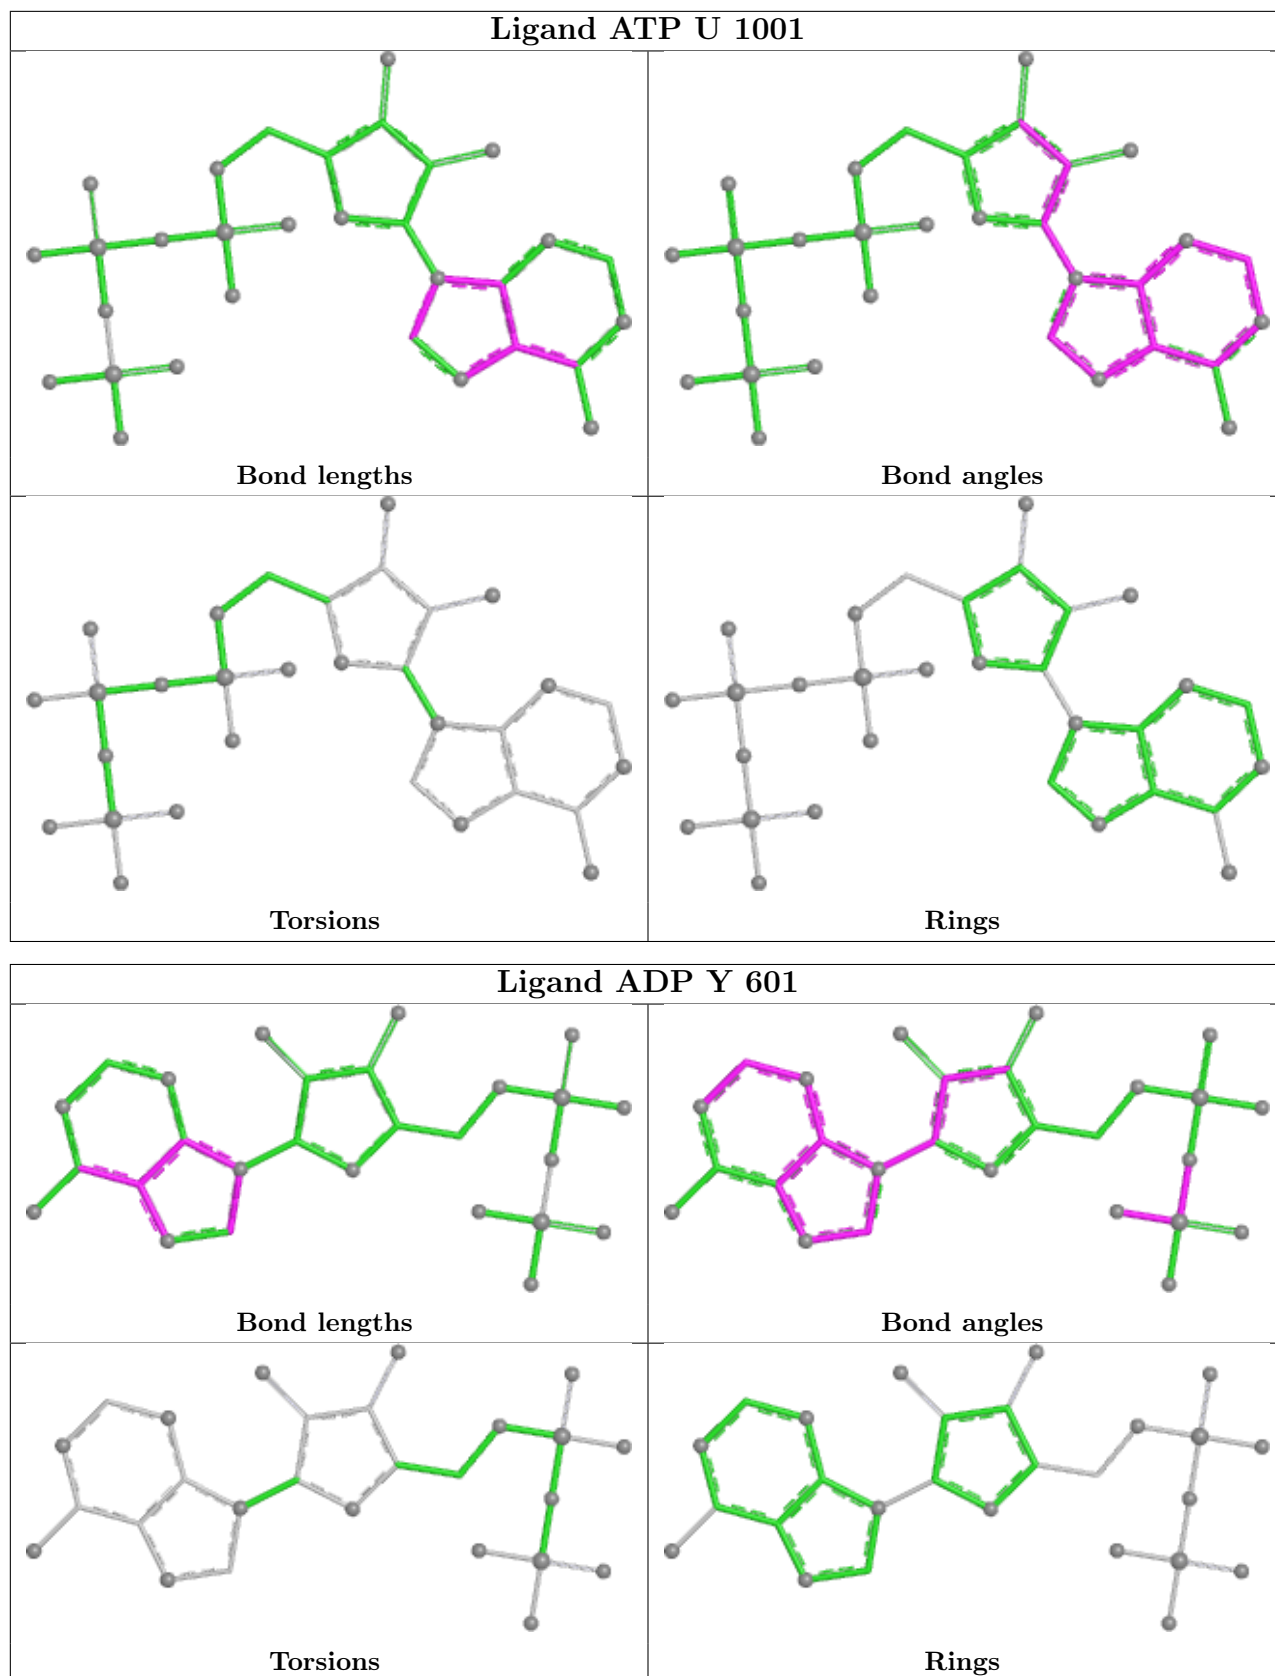 Ligand ATP U 1001
Bond lengths
Bond angles
Torsions
Rings
Ligand ADP Y 601
Bond lengths
Bond angles
Torsions
Rings